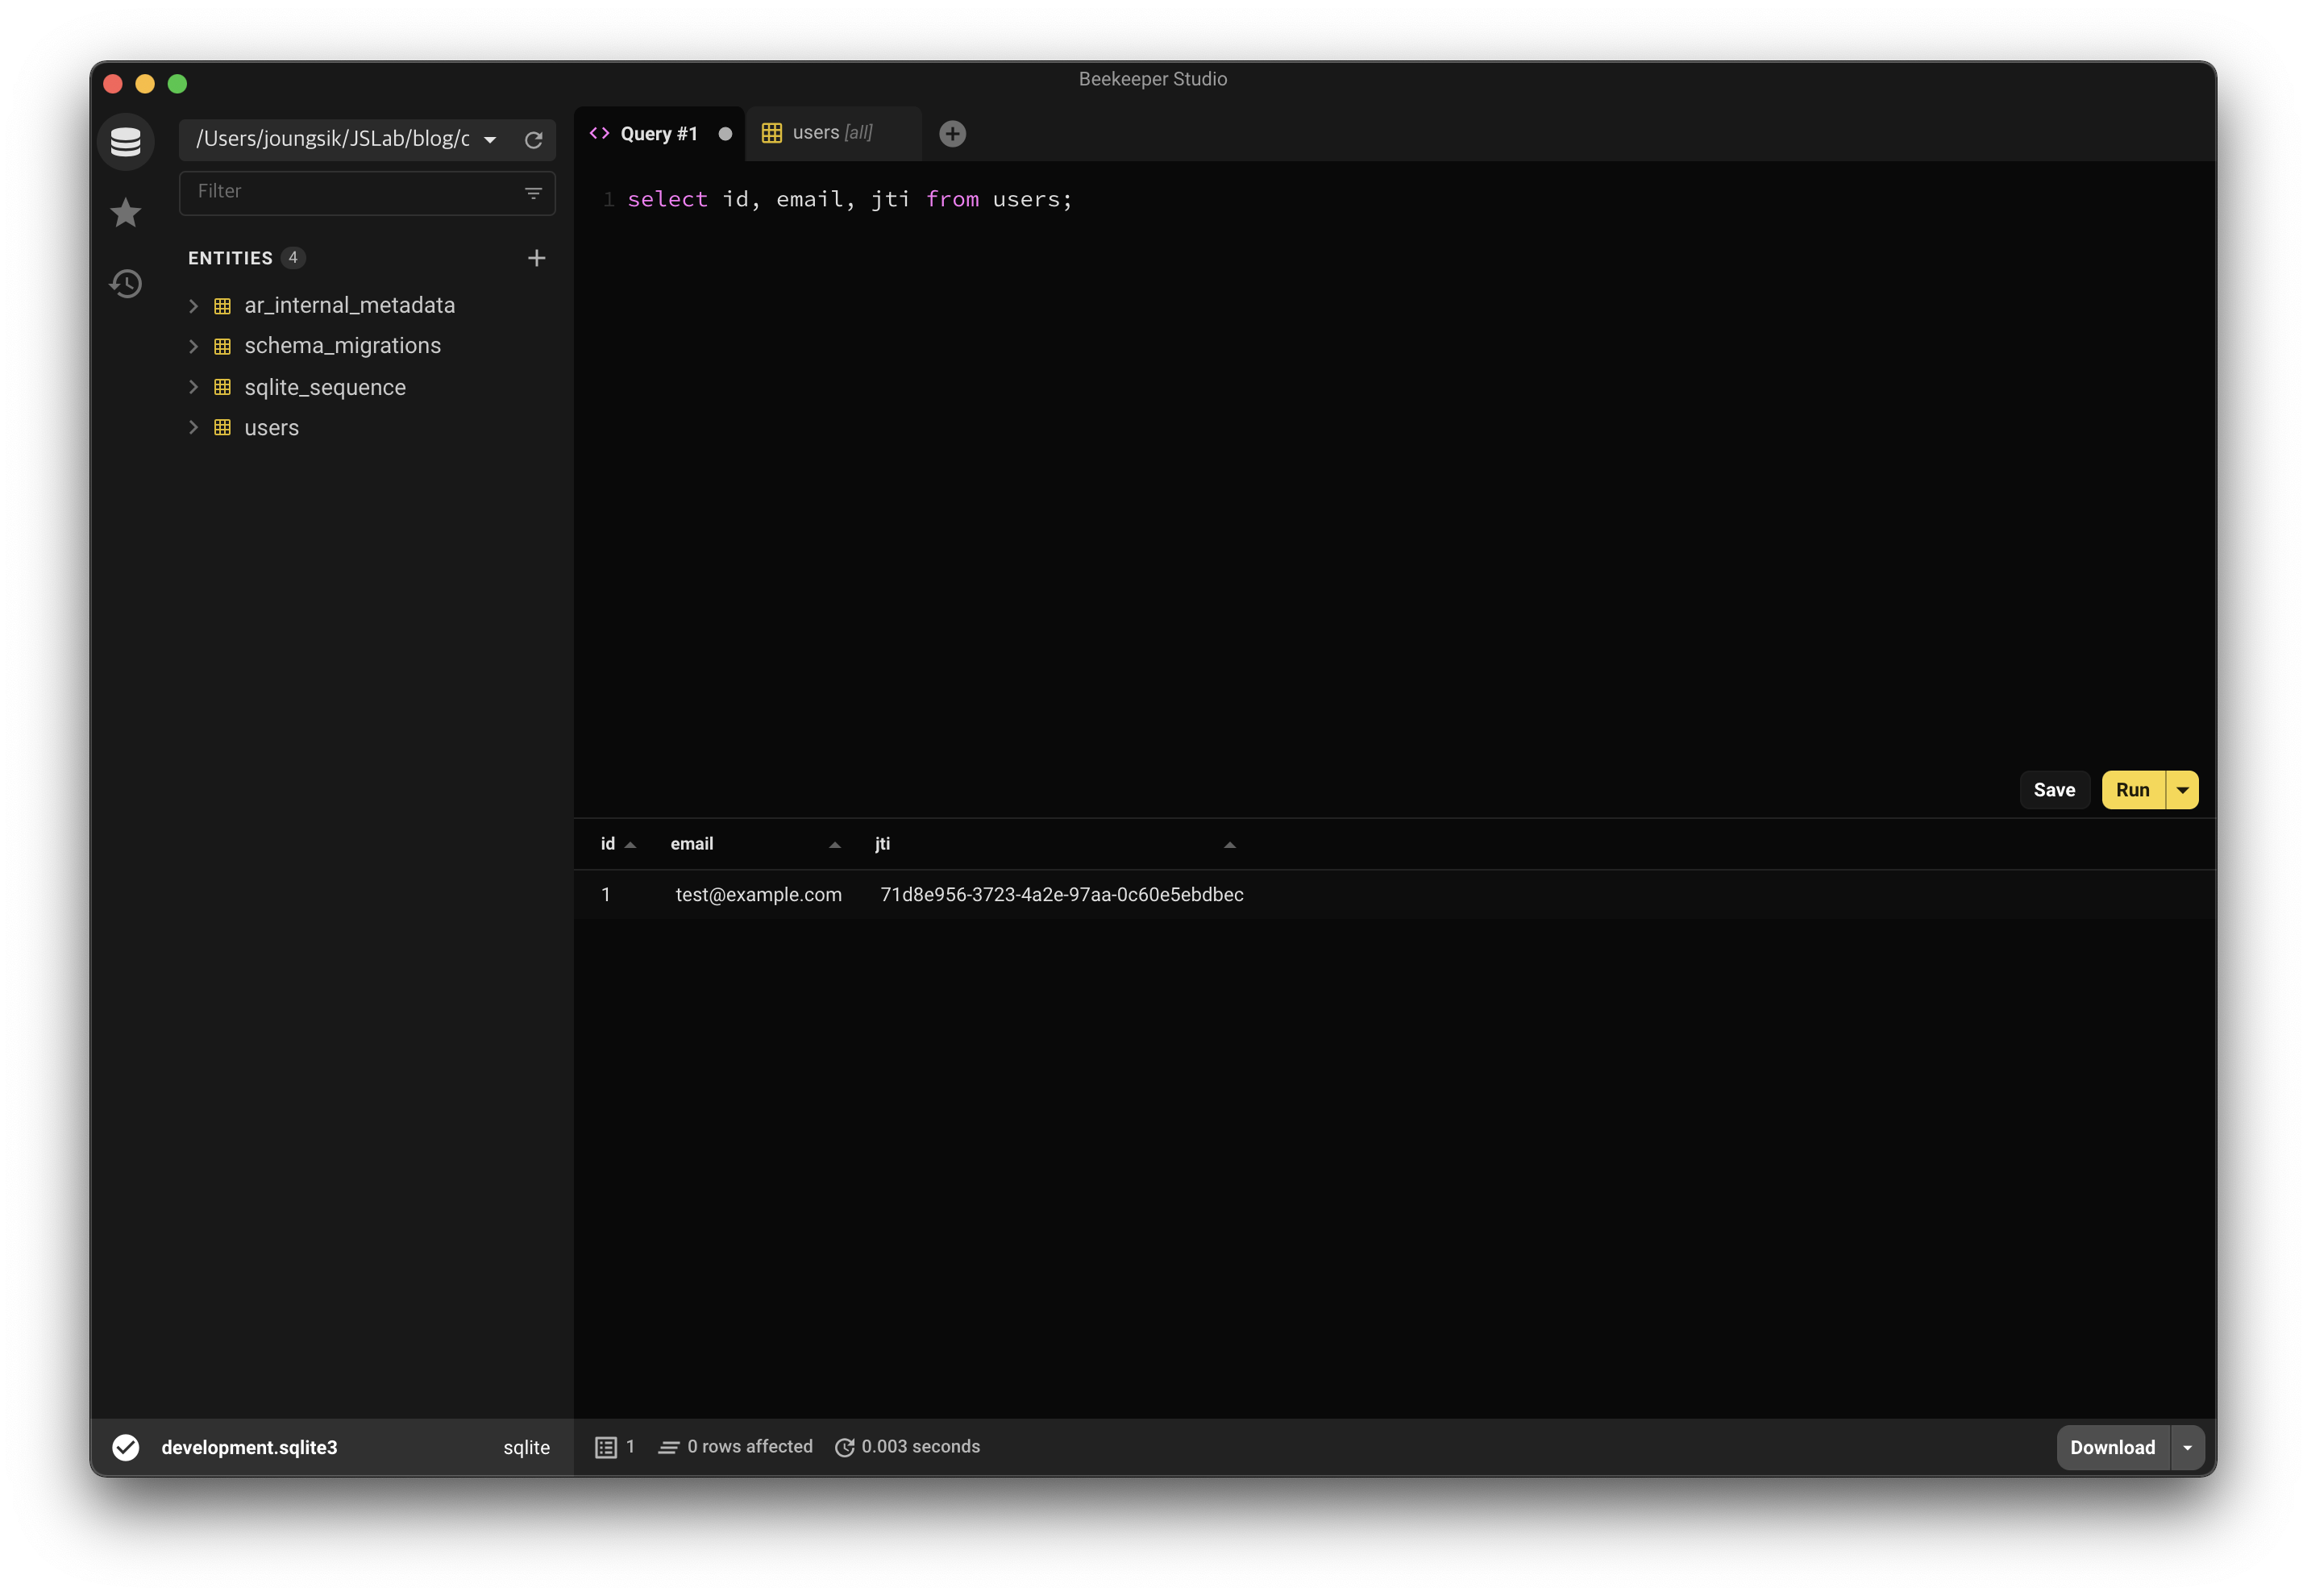 Beekeeper Studio
/Users/joungsik/JSLab/blog/c
Query #1
users [all]
Filter
1 select id, email, jti from users;
ENTITIES 4
ar_internal_metadata
schema_migrations
sqlite_sequence
users
Save
Run
id email jti
1 test@example.com 71d8e956-3723-4a2e-97aa-0c60e5ebdbec
development.sqlite3 sqlite
1 0 rows affected 0.003 seconds
Download